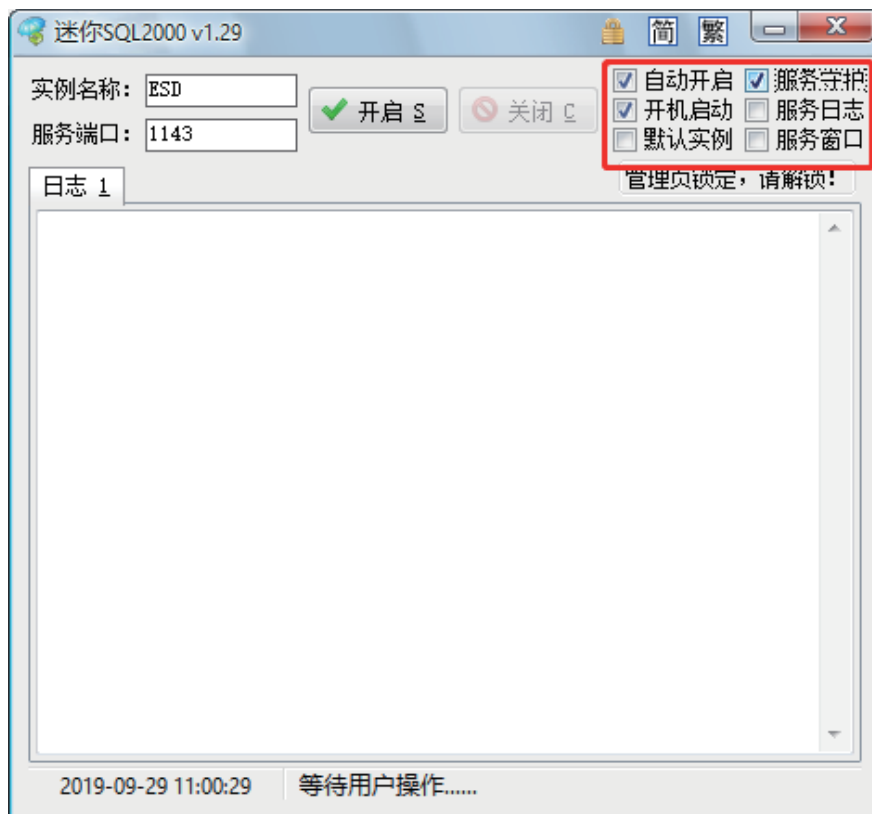 迷你SQL2000 v1.29
简 繁
实例名称: ESD
服务端口: 1143
开启 S
关闭 C
自动开启 服务守护
开机启动 服务日志
默认实例 服务窗口
管理页锁定，请解锁!
日志 1
2019-09-29 11:00:29 等待用户操作......